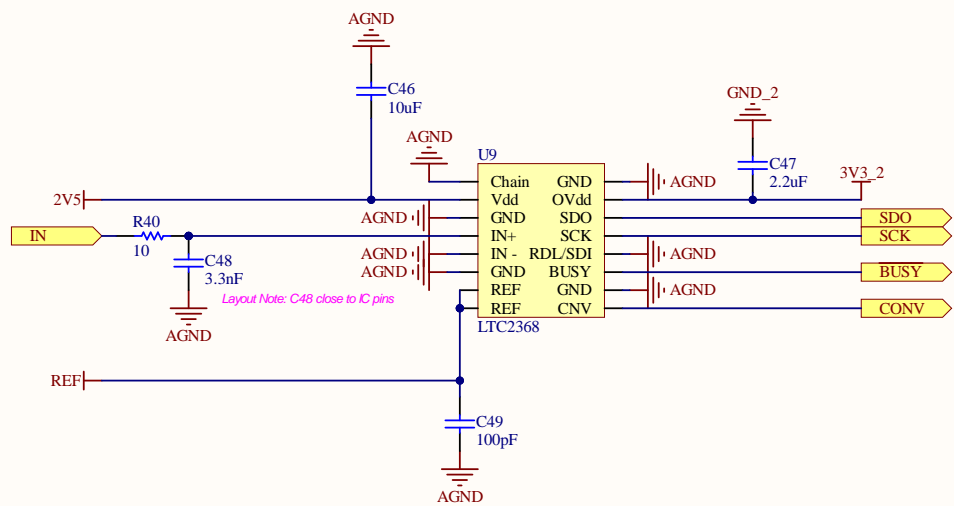 AGND
C46
10uF
GND_2
AGND
U9
C47
2.2uF
3V3_2
Chain
GND
AGND
2V5
Vdd
OVdd
AGND
GND
SDO
SDO
R40
IN
IN+
SCK
SCK
10
C48
3.3nF
AGND
IN -
RDL/SDI
AGND
AGND
GND
BUSY
BUSY
Layout Note: C48 close to IC pins
REF
GND
AGND
REF
CNV
CONV
AGND
LTC2368
REF
C49
100pF
AGND